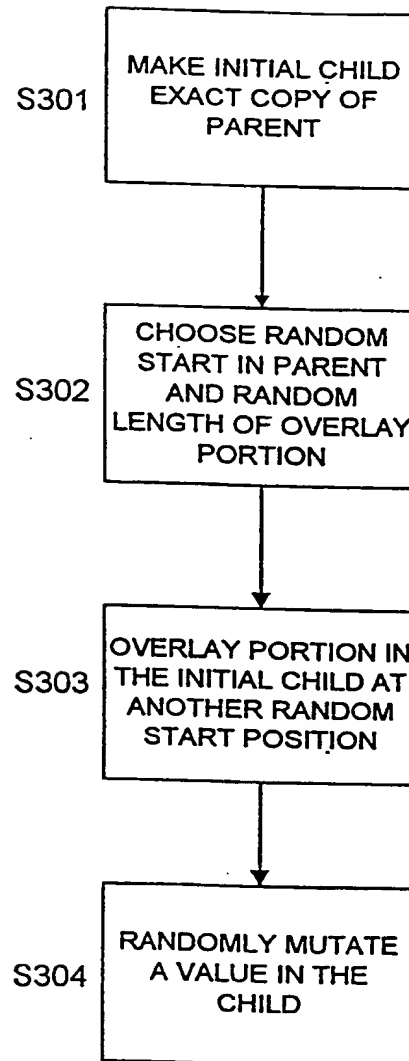 S301
MAKE INITIAL CHILD
EXACT COPY OF
PARENT
S302
CHOOSE RANDOM
START IN PARENT
AND RANDOM
LENGTH OF OVERLAY
PORTION
S303
OVERLAY PORTION IN
THE INITIAL CHILD AT
ANOTHER RANDOM
START POSITION
S304
RANDOMLY MUTATE
A VALUE IN THE
CHILD